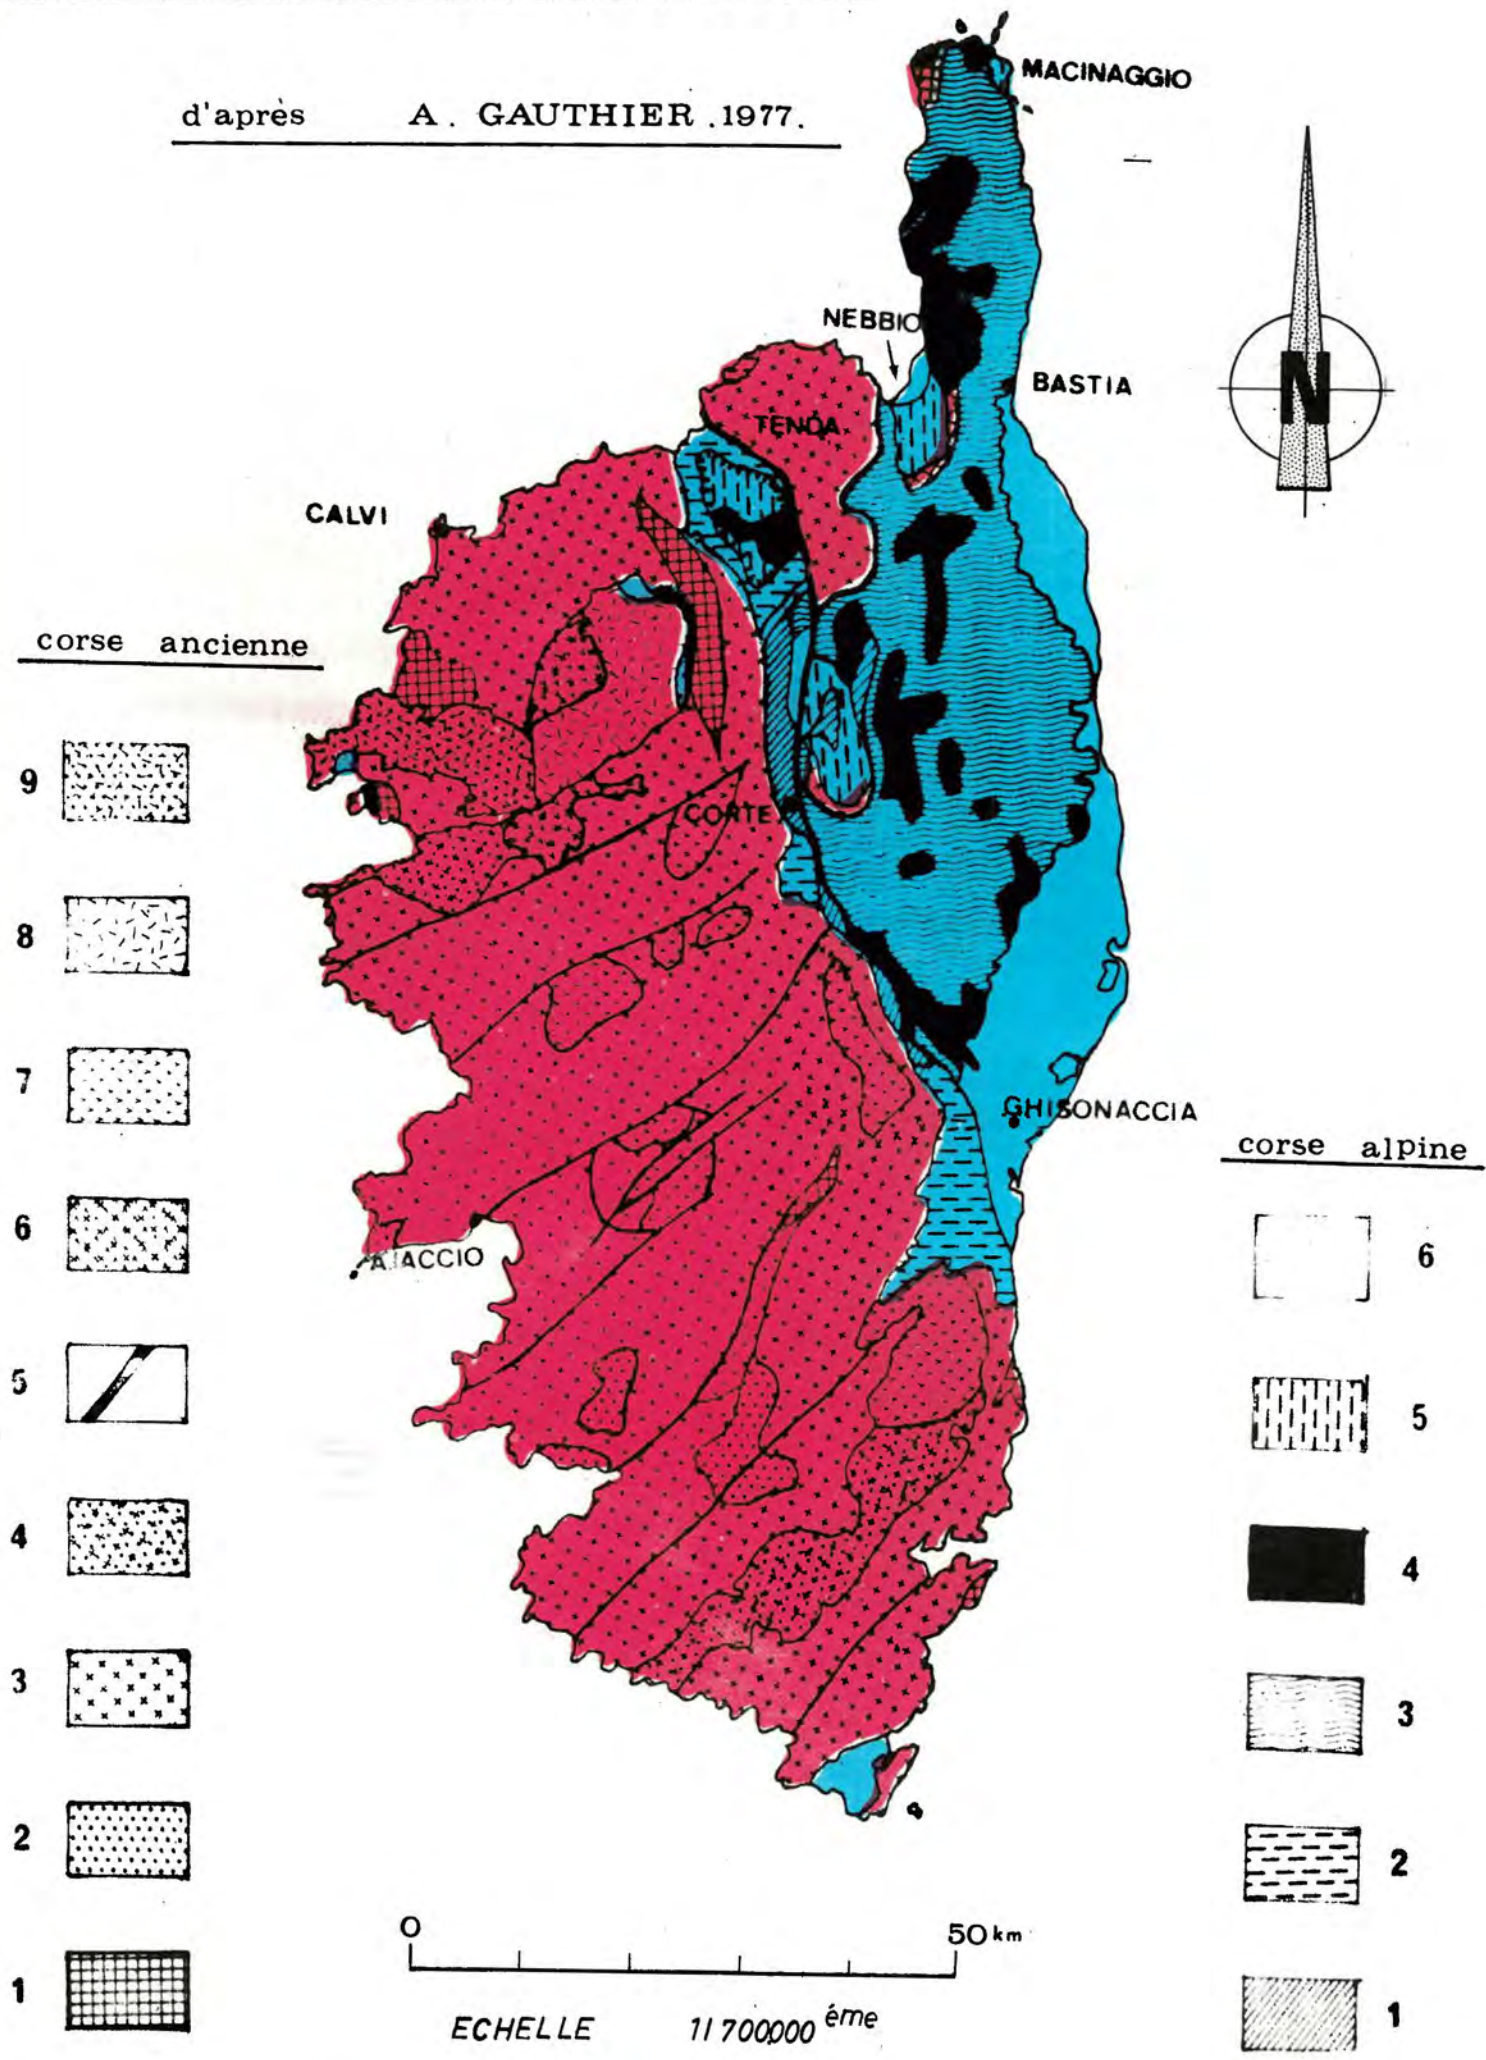 d'après A. GAUTHIER .1977.
MACINAGGIO
NEBBIO
BASTIA
N
TENDA
CALVI
corse ancienne
9
8
7
6
5
4
3
2
1
CORTE
GHISONACCIA
AJACCIO
corse alpine
6
5
4
3
2
1
0 50 km
ECHELLE 1/700000 éme